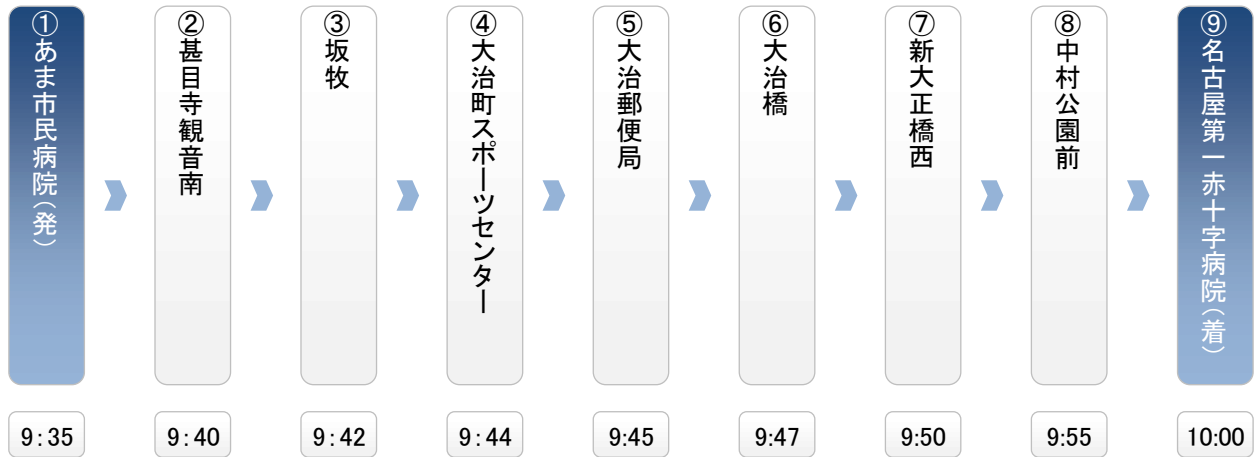 ①あま市民病院（発）
②甚目寺観音南
③坂牧
④大治町スポーツセンター
⑤大治郵便局
⑥大治橋
⑦新大正橋西
⑧中村公園前
⑨名古屋第一赤十字病院（着）
9:35
9:40
9:42
9:44
9:45
9:47
9:50
9:55
10:00